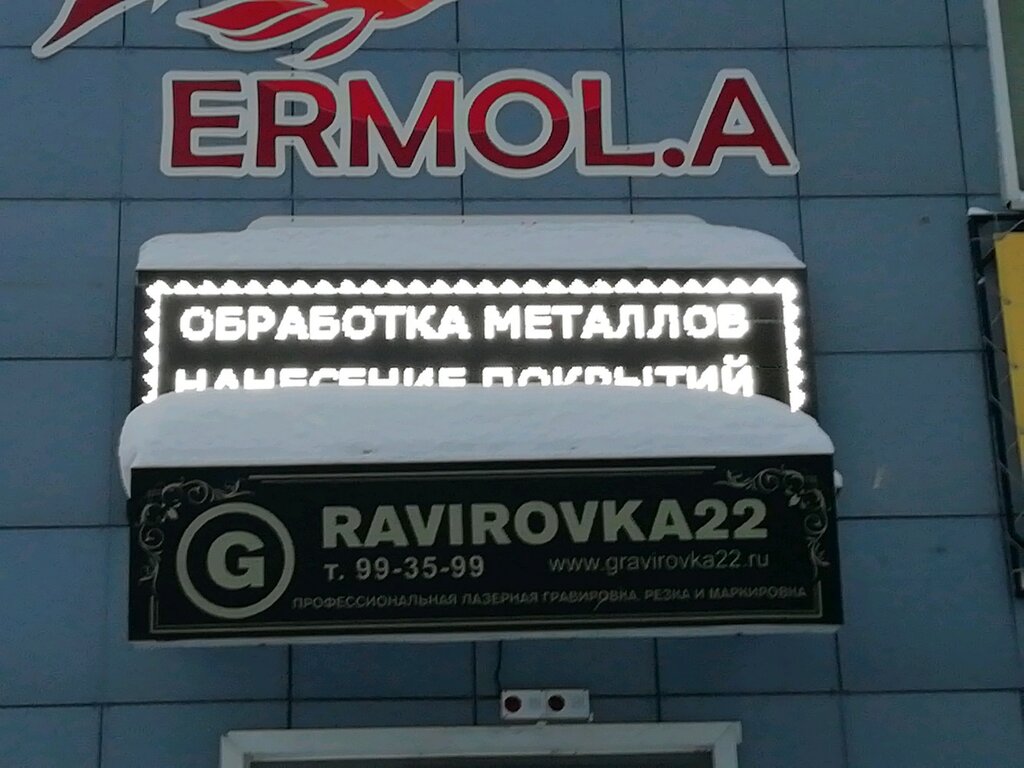 ERMOL.A
ОБРАБОТКА МЕТАЛЛОВ
НАНЕСЕНИЕ ПОКРЫТИЙ
G RAVIROVKA22
т. 99-35-99 www.gravirovka22.ru
ПРОФЕССИОНАЛЬНАЯ ЛАЗЕРНАЯ ГРАВИРОВКА, РЕЗКА И МАРКИРОВКА